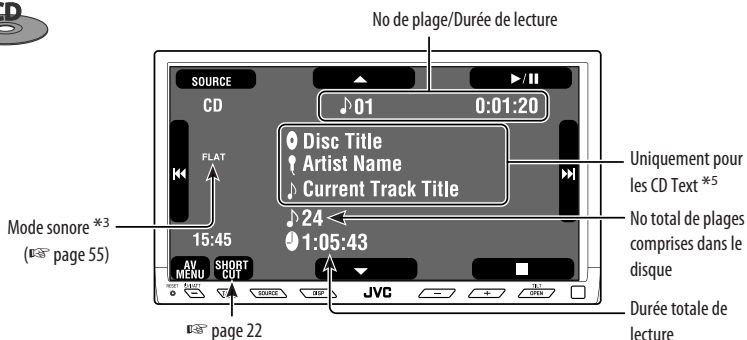 CD
No de plage/Durée de lecture
SOURCE
CD
♪01 0:01:20
Disc Title
Artist Name
♪ Current Track Title
FLAT
Uniquement pour
les CD Text *5
Mode sonore *3
(☞ page 55)
♪24
No total de plages
comprises dans le
disque
15:45
1:05:43
AV
MENU
SHORT
CUT
RESET
SOURCE
DISP
JVC
−
+
TILT
OPEN
Durée totale de
lecture
☞ page 22